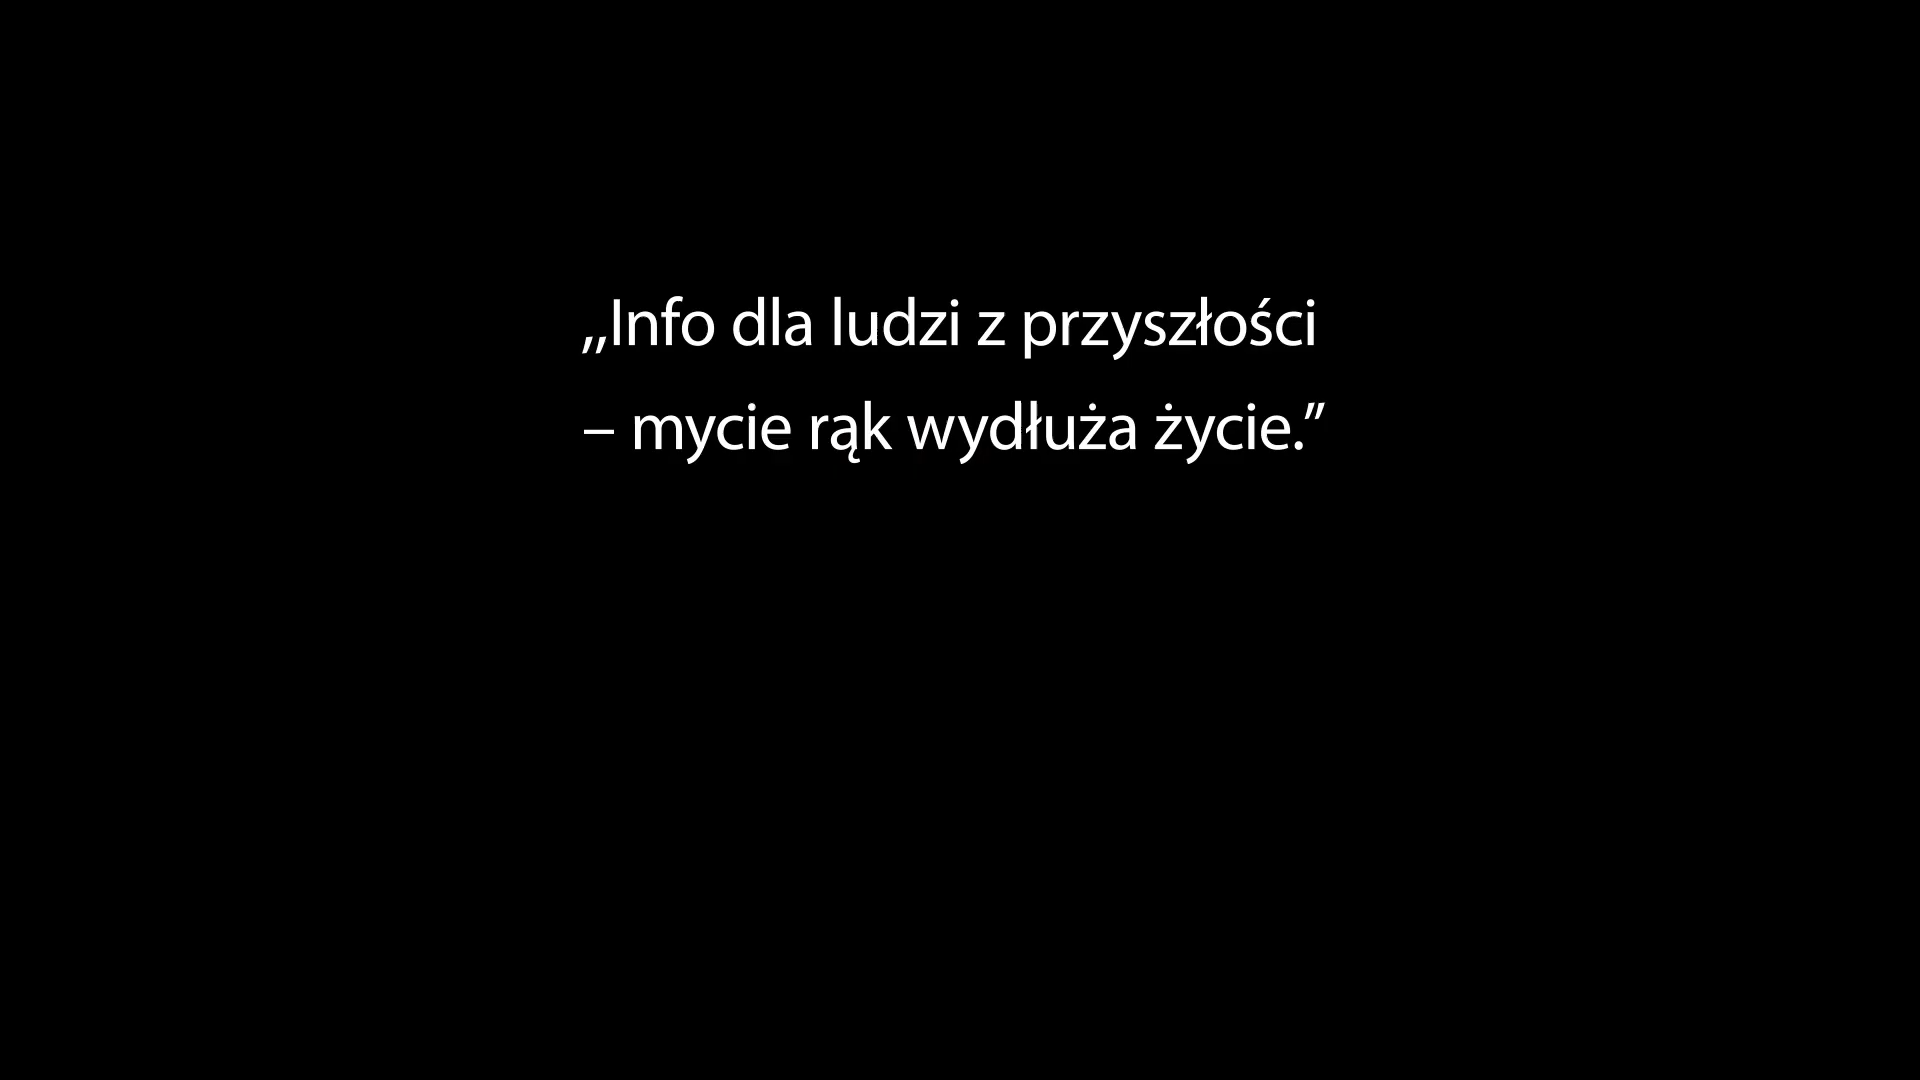 „Info dla ludzi z przyszłości
– mycie rąk wydłuża życie.”